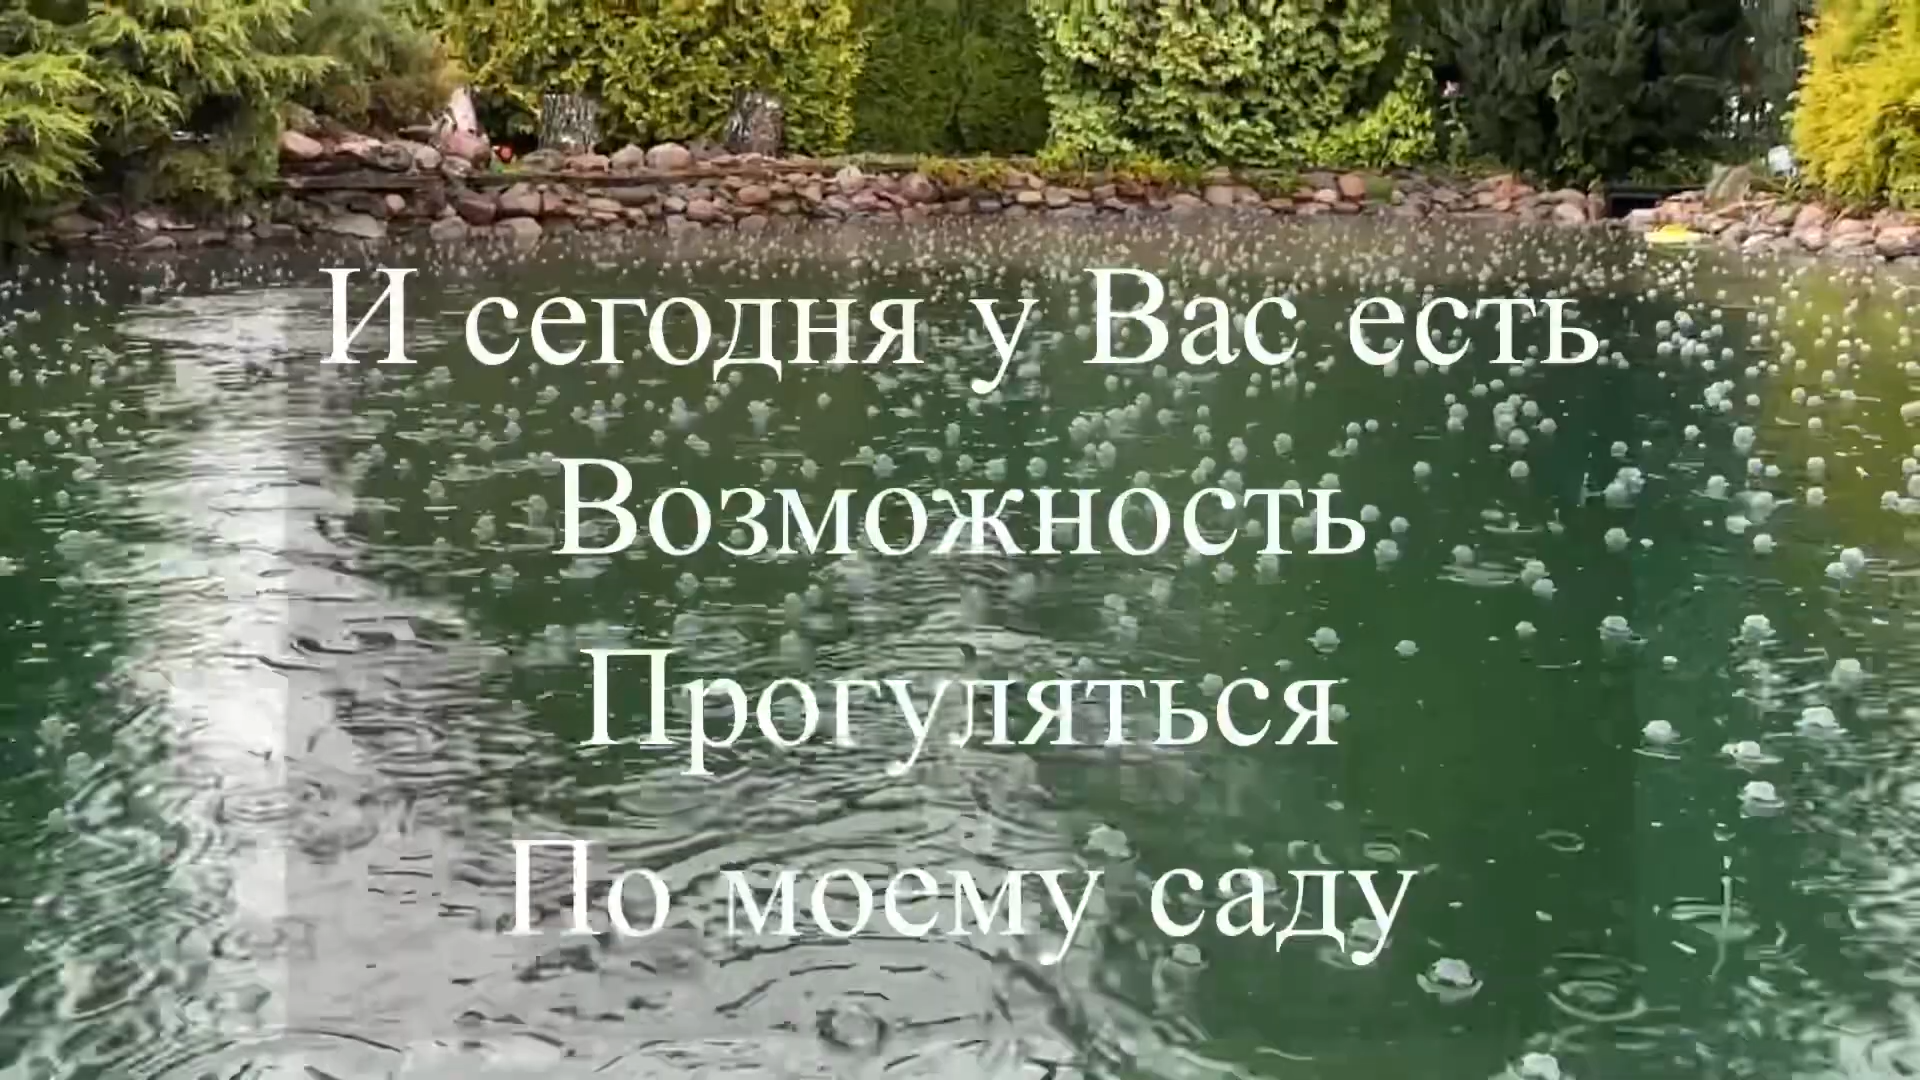 И сегодня у Вас есть
Возможность
Прогуляться
По моему саду